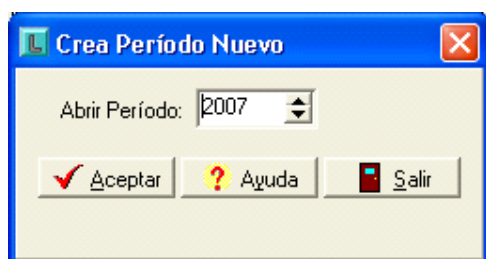 L Crea Período Nuevo
Abrir Período: 2007
? Aceptar Ayuda Salir